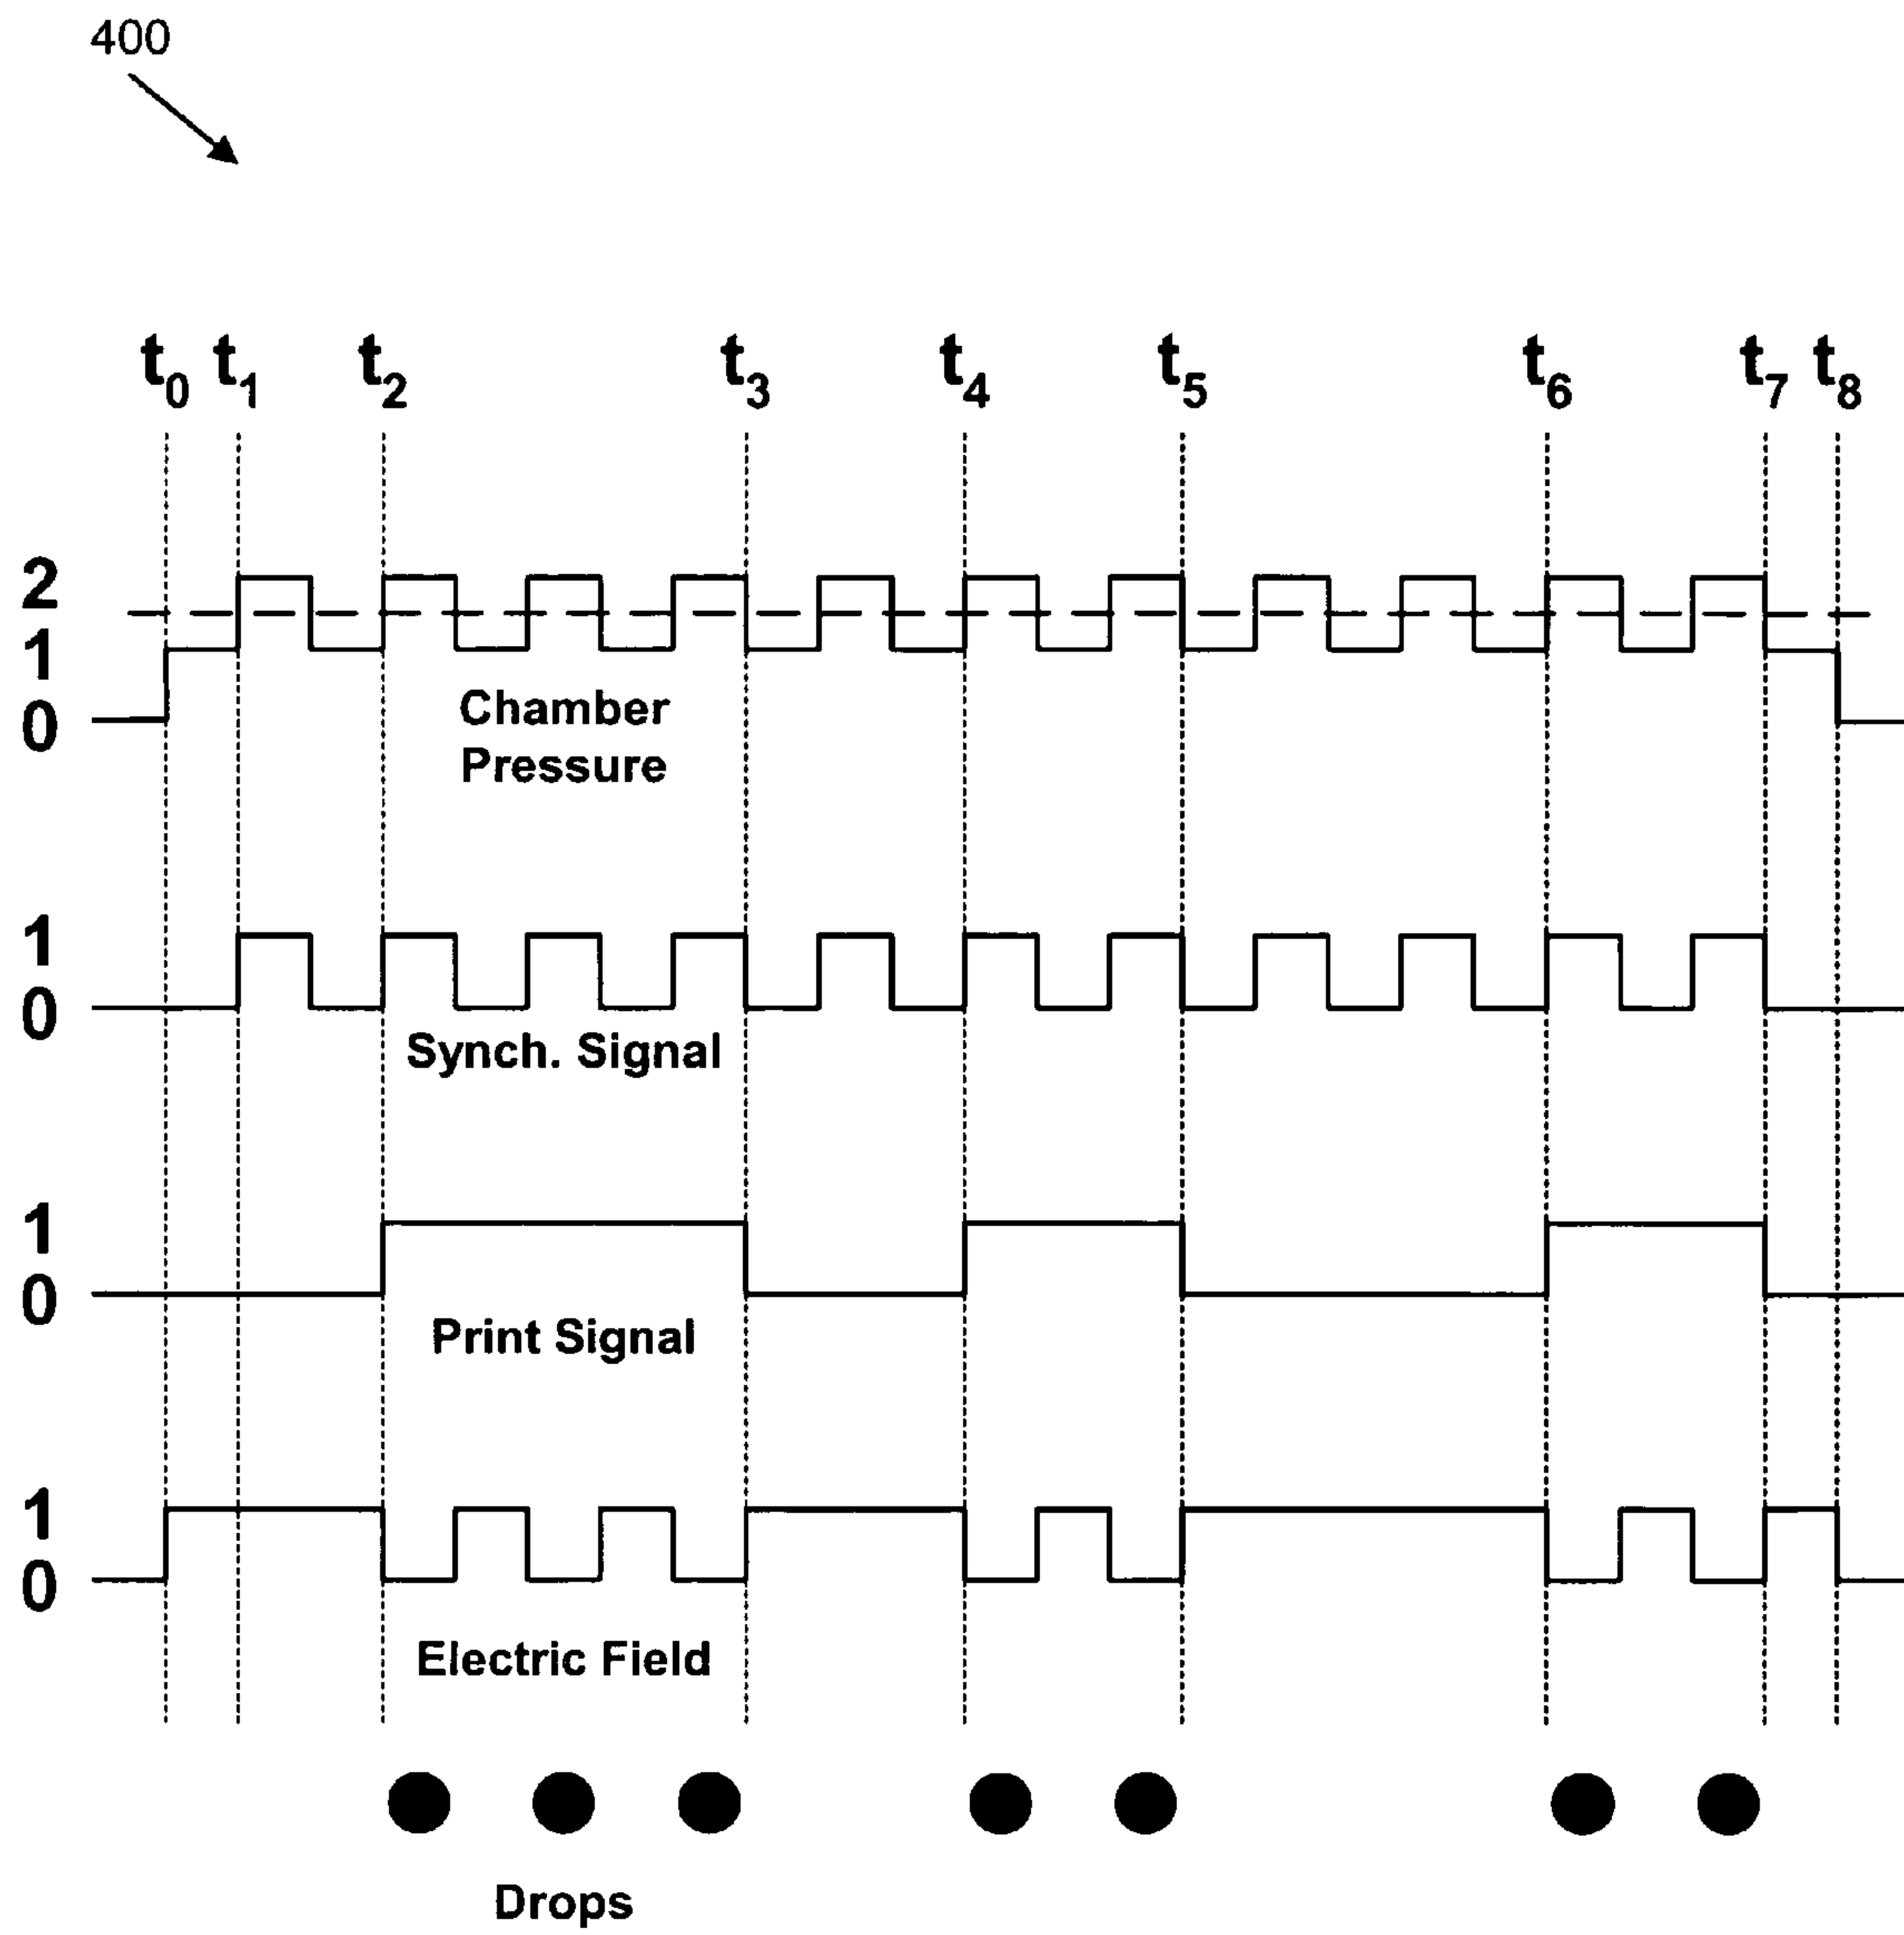 400
t0 t1 t2 t3 t4 t5 t6 t7 t8
2
1
0
Chamber
Pressure
1
0
Synch. Signal
1
0
Print Signal
1
0
Electric Field
Drops